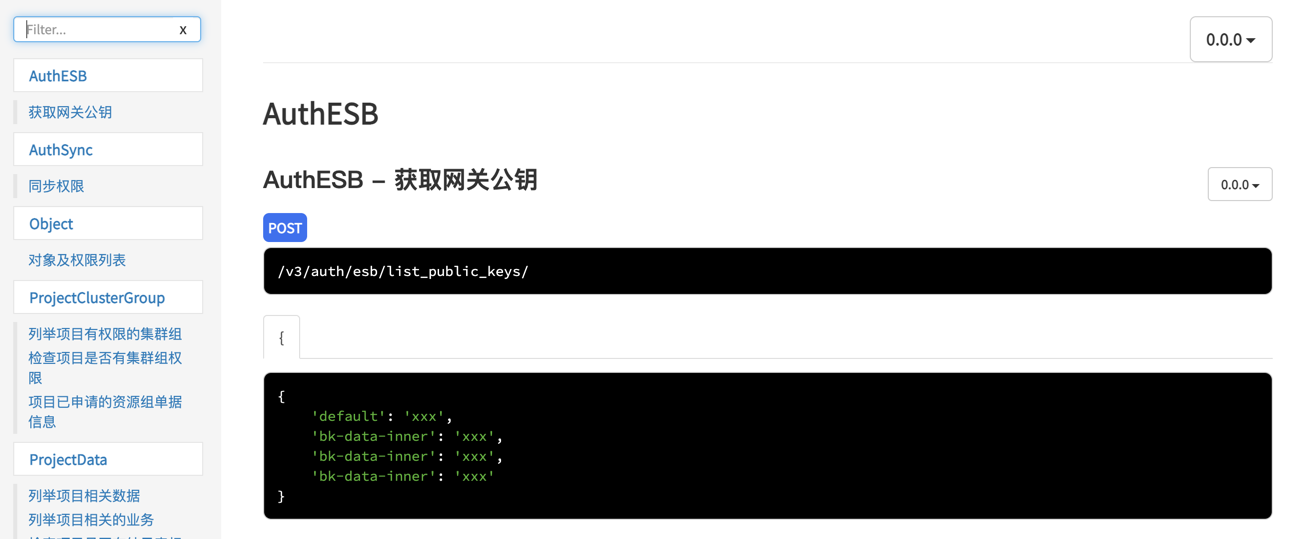 Filter...
x
AuthESB
获取网关公钥
AuthSync
同步权限
Object
对象及权限列表
ProjectClusterGroup
列举项目有权限的集群组
检查项目是否有集群组权
限
项目已申请的资源组单据
信息
ProjectData
列举项目相关数据
列举项目相关的业务
0.0.0
AuthESB
AuthESB – 获取网关公钥
0.0.0
POST
/v3/auth/esb/list_public_keys/
{
{
'default': 'xxx',
'bk-data-inner': 'xxx',
'bk-data-inner': 'xxx',
'bk-data-inner': 'xxx'
}